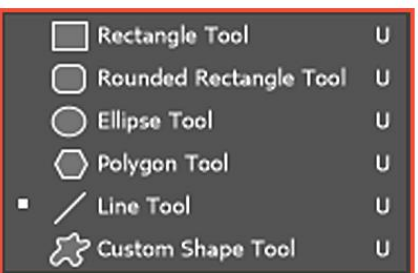 Rectangle Tool U
Rounded Rectangle Tool U
Ellipse Tool U
Polygon Tool U
Line Tool U
Custom Shape Tool U